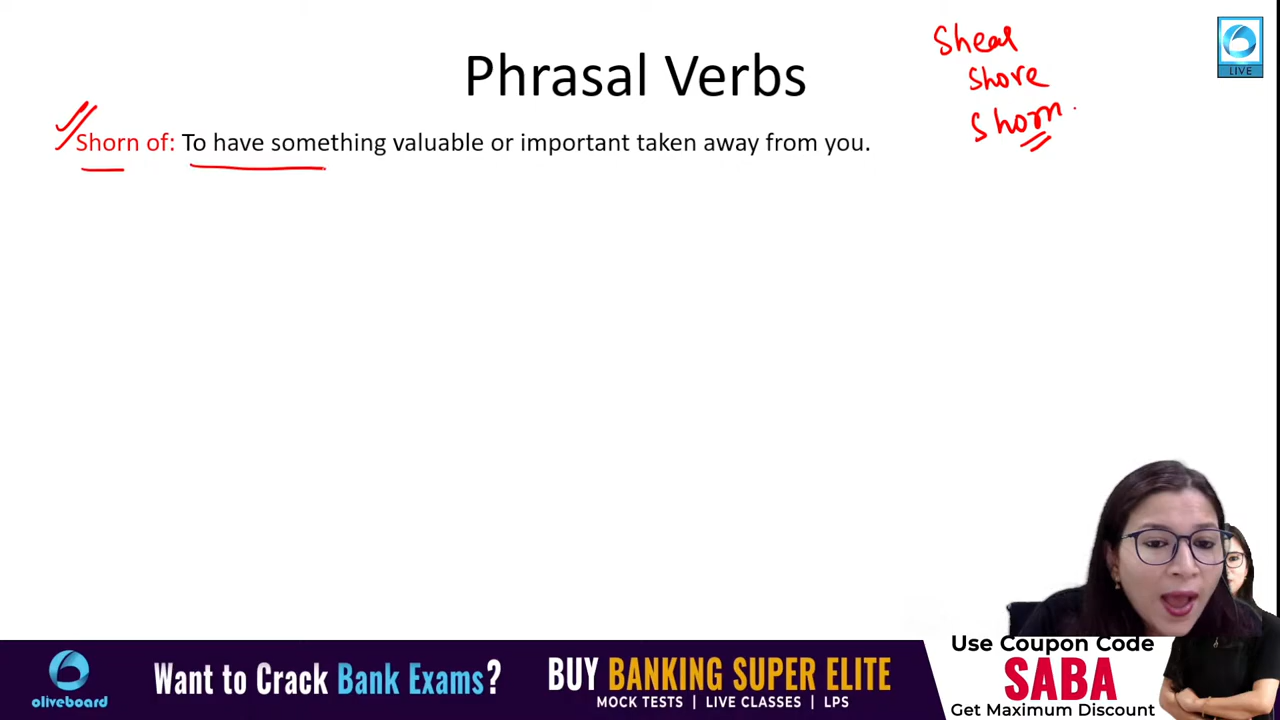 Shear
Shore
Shorn
LIVE
Phrasal Verbs
Shorn of: To have something valuable or important taken away from you.
oliveboard
Want to Crack Bank Exams?
BUY BANKING SUPER ELITE
MOCK TESTS | LIVE CLASSES | LPS
Use Coupon Code
SABA
Get Maximum Discount